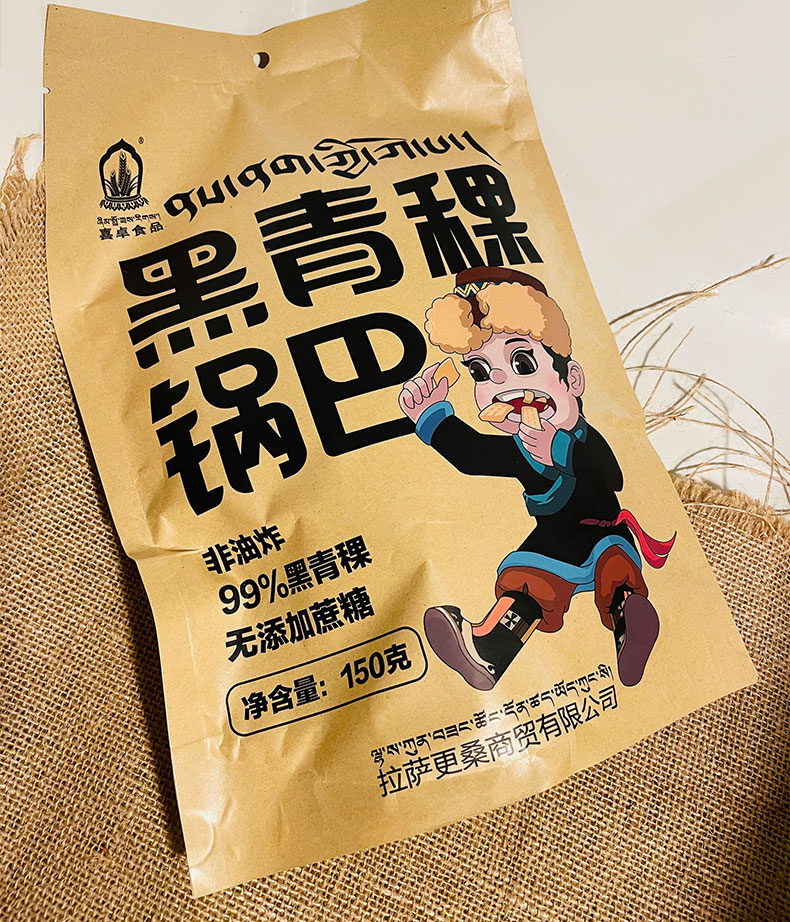 ®
喜卓食品
黑青稞
锅巴
非油炸
99%黑青稞
无添加蔗糖
净含量：150克
拉萨更桑商贸有限公司